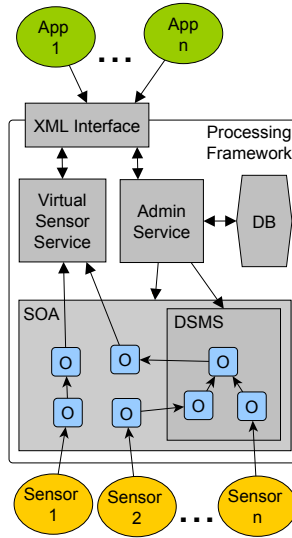 App
1
...
App
n
XML Interface
Processing
Framework
Virtual
Sensor
Service
Admin
Service
DB
SOA
DSMS
O
O
O
O
O
O
O
Sensor
1
Sensor
2
...
Sensor
n